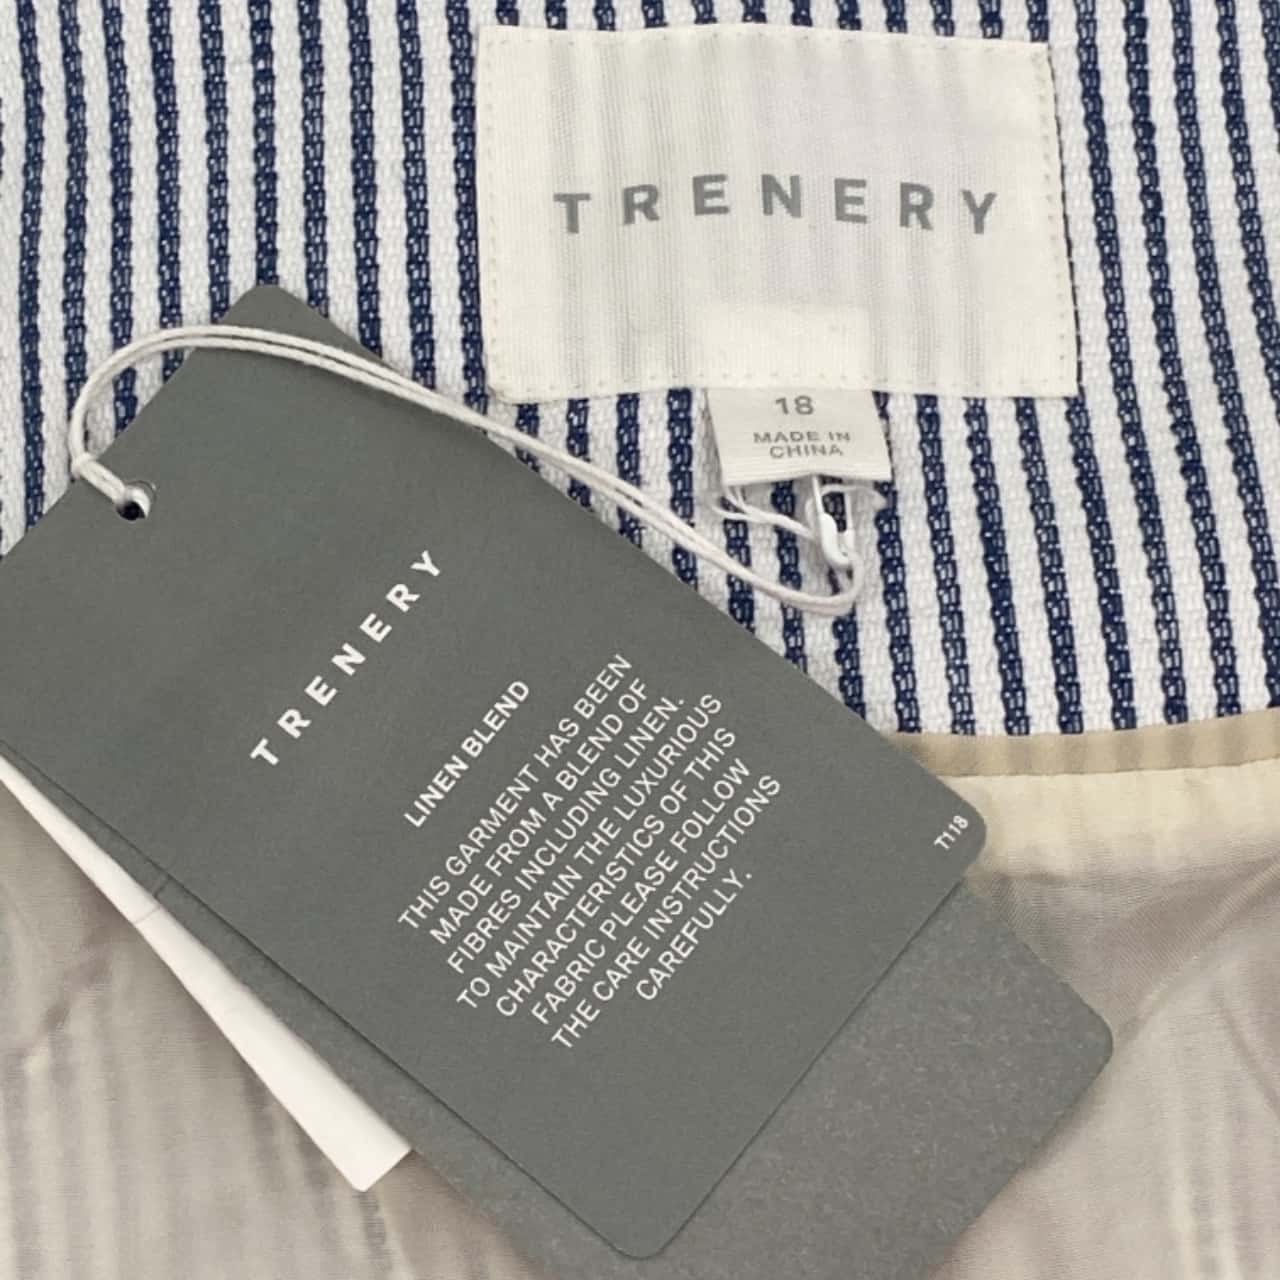 TRENERY
18
MADE IN
CHINA
TRENERY
LINEN BLEND
THIS GARMENT HAS BEEN
MADE FROM A BLEND OF
FIBRES INCLUDING LINEN.
TO MAINTAIN THE LUXURIOUS
CHARACTERISTICS OF THIS
FABRIC PLEASE FOLLOW
THE CARE INSTRUCTIONS
CAREFULLY.
T118